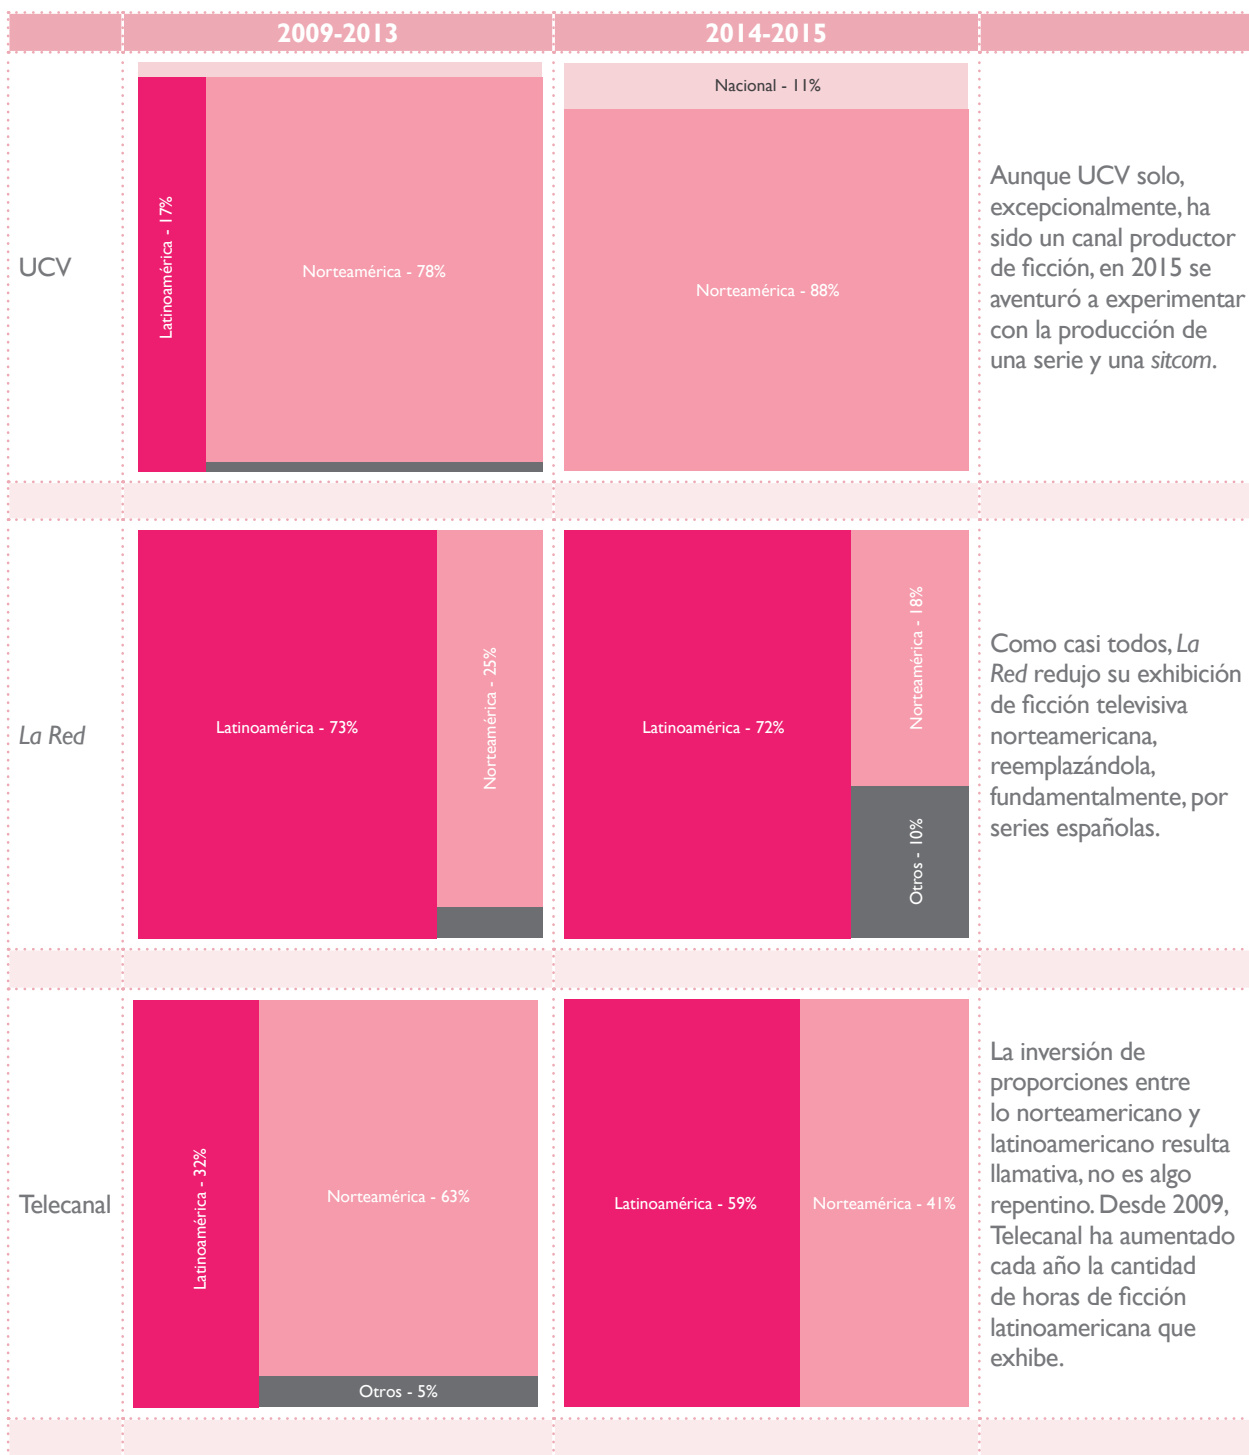 2009-2013
2014-2015
UCV
Latinoamérica - 17%
Norteamérica - 78%
Nacional - 11%
Norteamérica - 88%
Aunque UCV solo,
excepcionalmente, ha
sido un canal productor
de ficción, en 2015 se
aventuró a experimentar
con la producción de
una serie y una sitcom.
La Red
Latinoamérica - 73%
Norteamérica - 25%
Latinoamérica - 72%
Norteamérica - 18%
Otros - 10%
Como casi todos, La
Red redujo su exhibición
de ficción televisiva
norteamericana,
reemplazándola,
fundamentalmente, por
series españolas.
Telecanal
Latinoamérica - 32%
Norteamérica - 63%
Otros - 5%
Latinoamérica - 59%
Norteamérica - 41%
La inversión de
proporciones entre
lo norteamericano y
latinoamericano resulta
llamativa, no es algo
repentino. Desde 2009,
Telecanal ha aumentado
cada año la cantidad
de horas de ficción
latinoamericana que
exhibe.